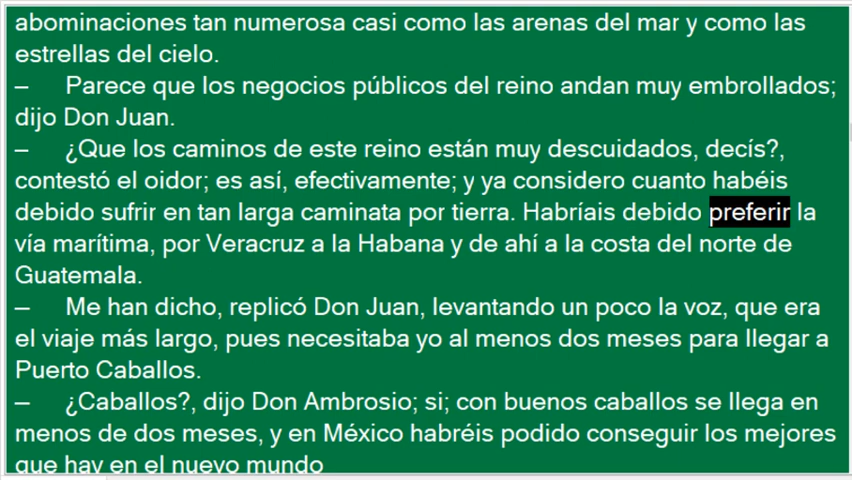 abominaciones tan numerosa casi como las arenas del mar y como las
estrellas del cielo.
– Parece que los negocios públicos del reino andan muy embrollados;
dijo Don Juan.
– ¿Que los caminos de este reino están muy descuidados, decís?,
contestó el oidor; es así, efectivamente; y ya considero cuanto habéis
debido sufrir en tan larga caminata por tierra. Habríais debido preferir la
vía marítima, por Veracruz a la Habana y de ahí a la costa del norte de
Guatemala.
– Me han dicho, replicó Don Juan, levantando un poco la voz, que era
el viaje más largo, pues necesitaba yo al menos dos meses para llegar a
Puerto Caballos.
– ¿Caballos?, dijo Don Ambrosio; si; con buenos caballos se llega en
menos de dos meses, y en México habréis podido conseguir los mejores
que hay en el nuevo mundo